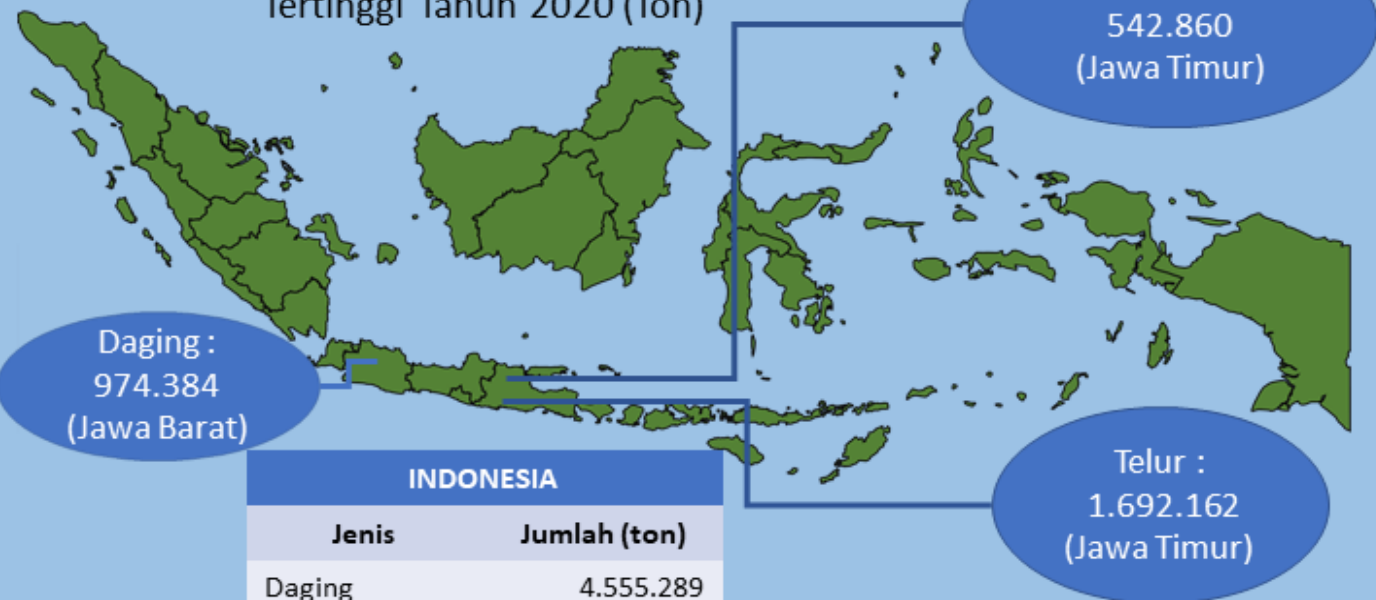 Tertinggi Tahun 2020 (Ton)
542.860
(Jawa Timur)
Daging :
974.384
(Jawa Barat)
INDONESIA
Jenis Jumlah (ton)
Daging 4.555.289
Telur :
1.692.162
(Jawa Timur)